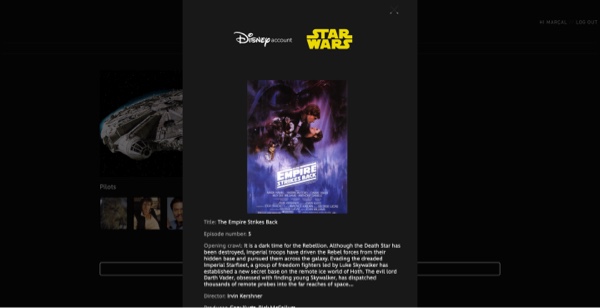 HI MARÇAL LOG OUT
Disney account STAR WARS
THE EMPIRE STRIKES BACK
Pilots
Title: The Empire Strikes Back
Episode number: 5
Opening crawl: It is a dark time for the Rebellion. Although the Death Star has
been destroyed, Imperial troops have driven the Rebel forces from their
hidden base and pursued them across the galaxy. Evading the dreaded
Imperial Starfleet, a group of freedom fighters led by Luke Skywalker has
established a new secret base on the remote ice world of Hoth. The evil lord
Darth Vader, obsessed with finding young Skywalker, has dispatched
thousands of remote probes into the far reaches of space...
Director: Irvin Kershner